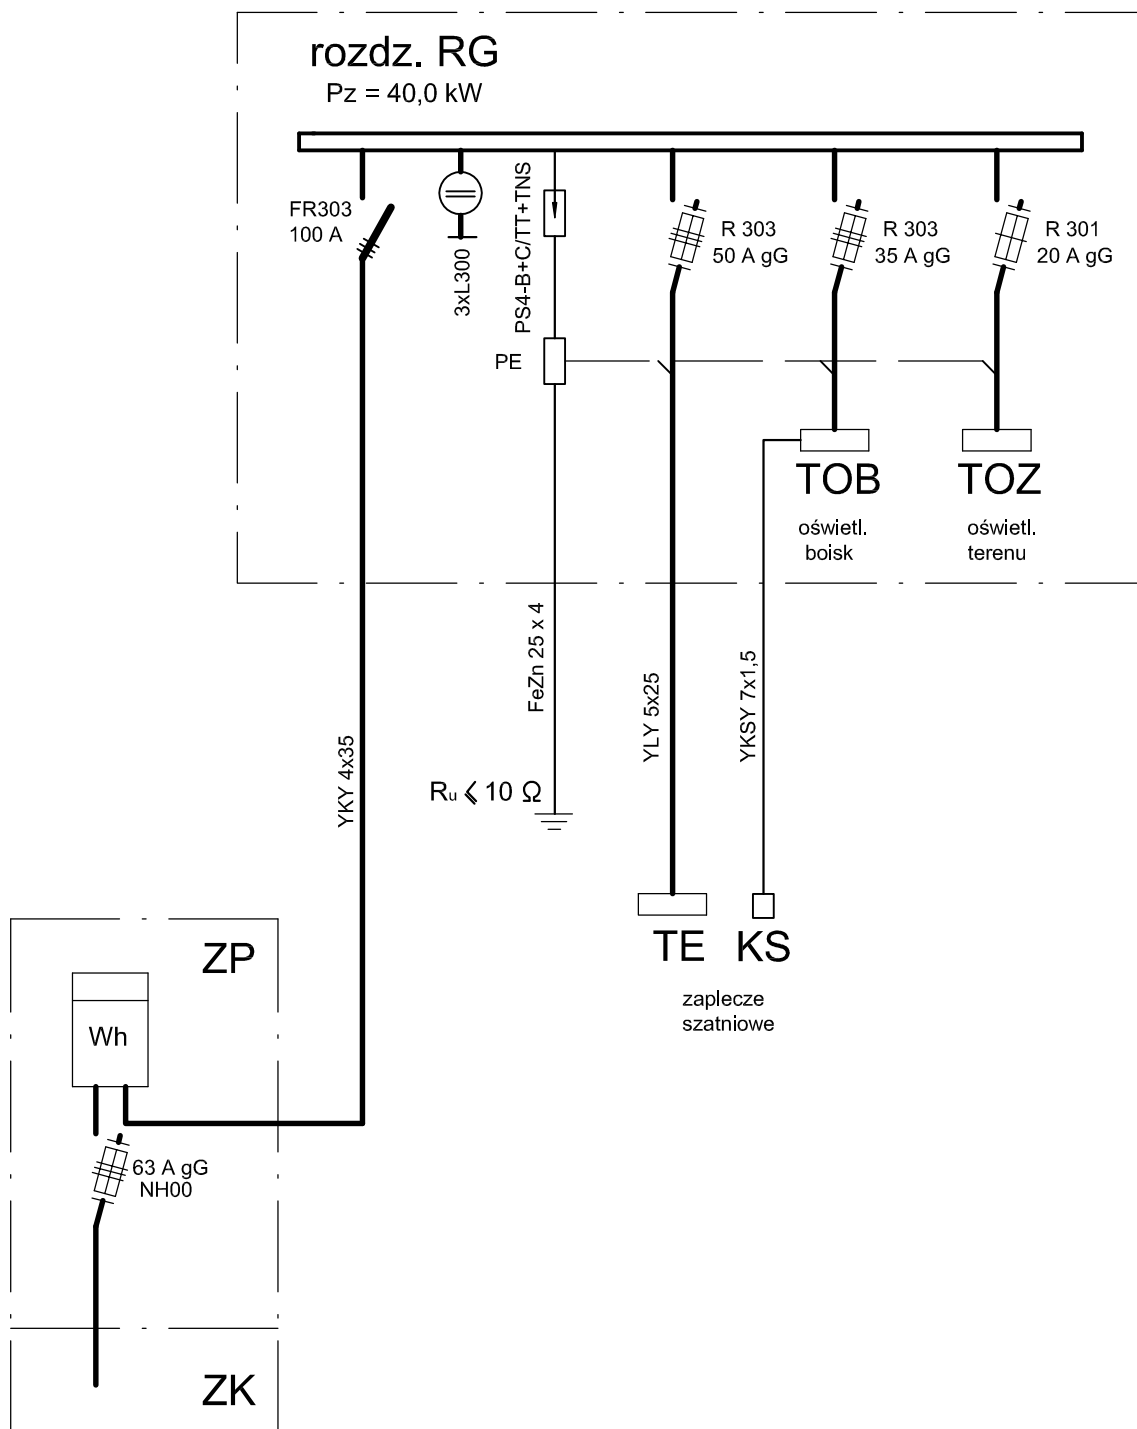 rozdz. RG
Pz = 40,0 kW
FR303
100 A
3xL300
PS4-B+C/TT+TNS
R 303
50 A gG
R 303
35 A gG
R 301
20 A gG
PE
TOB
oświetl.
boisk
TOZ
oświetl.
terenu
YKY 4x35
FeZn 25 x 4
YLY 5x25
YKSY 7x1,5
Ru ⩽ 10 Ω
TE
KS
zaplecze
szatniowe
ZP
Wh
63 A gG
NH00
ZK